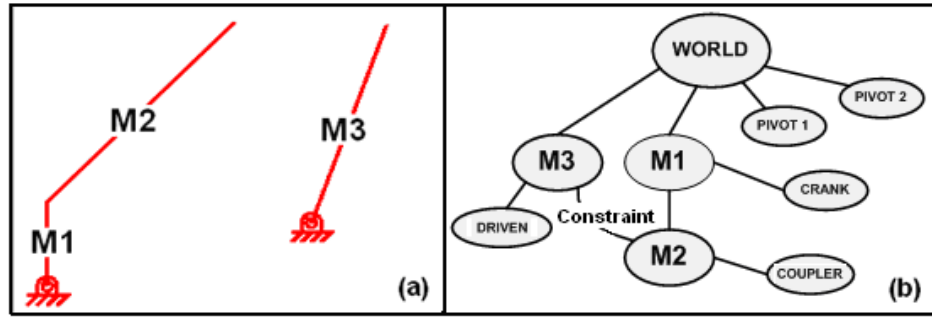 M2
M3
M1
(a)
WORLD
PIVOT 2
PIVOT 1
M3
M1
CRANK
DRIVEN
Constraint
M2
COUPLER
(b)